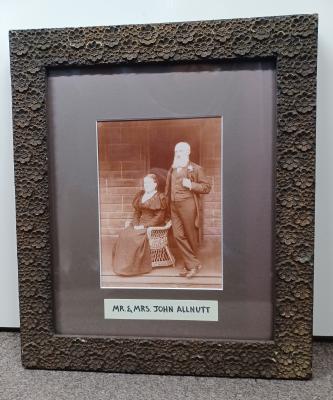 MR. & MRS. JOHN ALLNUTT